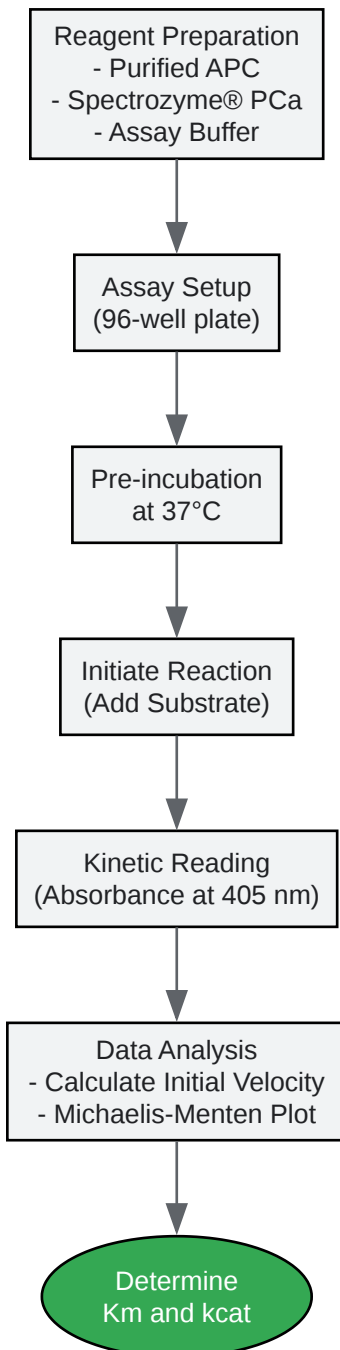 Reagent Preparation
- Purified APC
- Spectrozyme® PCa
- Assay Buffer
Assay Setup
(96-well plate)
Pre-incubation
at 37°C
Initiate Reaction
(Add Substrate)
Kinetic Reading
(Absorbance at 405 nm)
Data Analysis
- Calculate Initial Velocity
- Michaelis-Menten Plot
Determine
Km and kcat